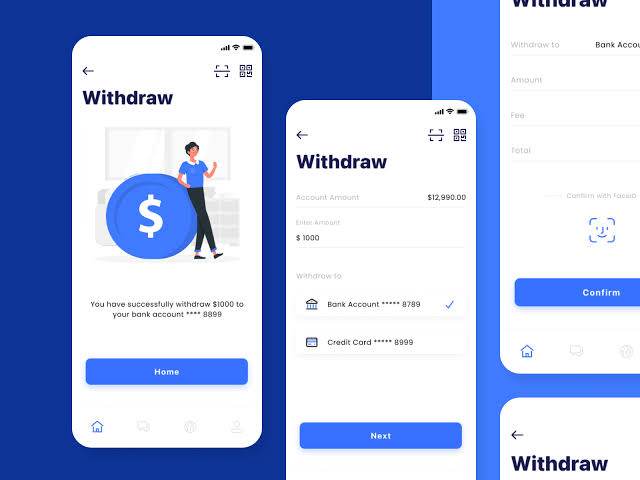 Withdraw
$
You have successfully withdraw $1000 to
your bank account **** 8899
Home
Withdraw
Account Amount $12,990.00
Enter Amount
$ 1000
Withdraw to
Bank Account ***** 8789
Credit Card ***** 8999
Next
Withdraw
Withdraw to Bank Accou
Amount
Fee
Total
Confirm with FaceID
Confirm
Withdraw